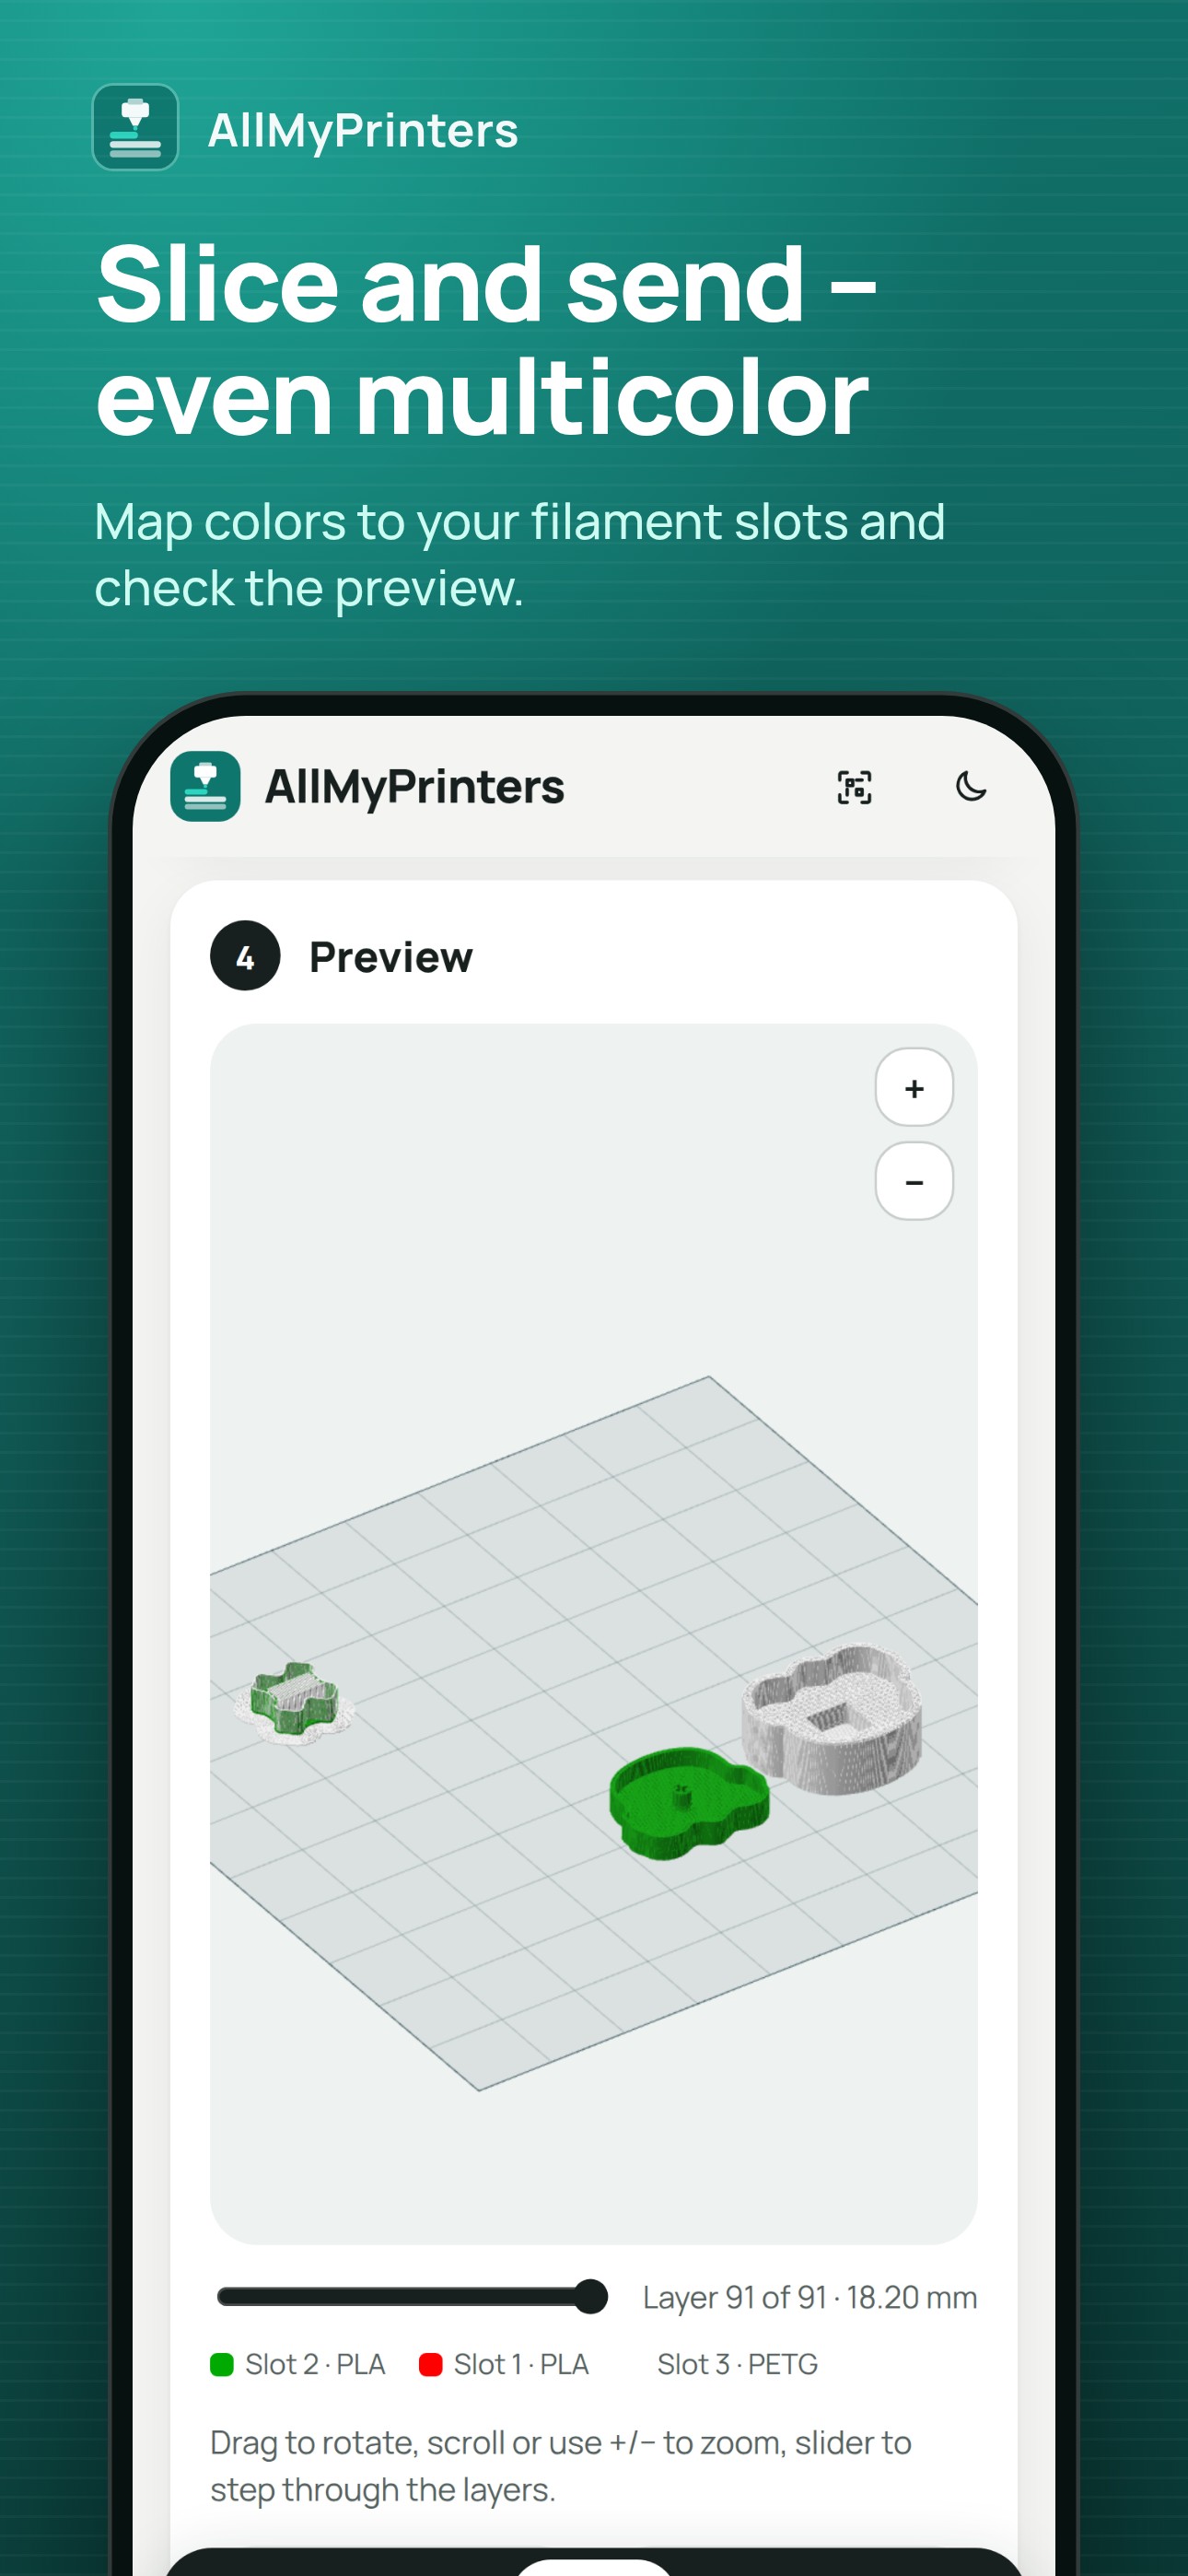 AllMyPrinters
Slice and send –
even multicolor
Map colors to your filament slots and
check the preview.
AllMyPrinters
4 Preview
+
−
Layer 91 of 91 · 18.20 mm
Slot 2 · PLA Slot 1 · PLA Slot 3 · PETG
Drag to rotate, scroll or use +/− to zoom, slider to
step through the layers.